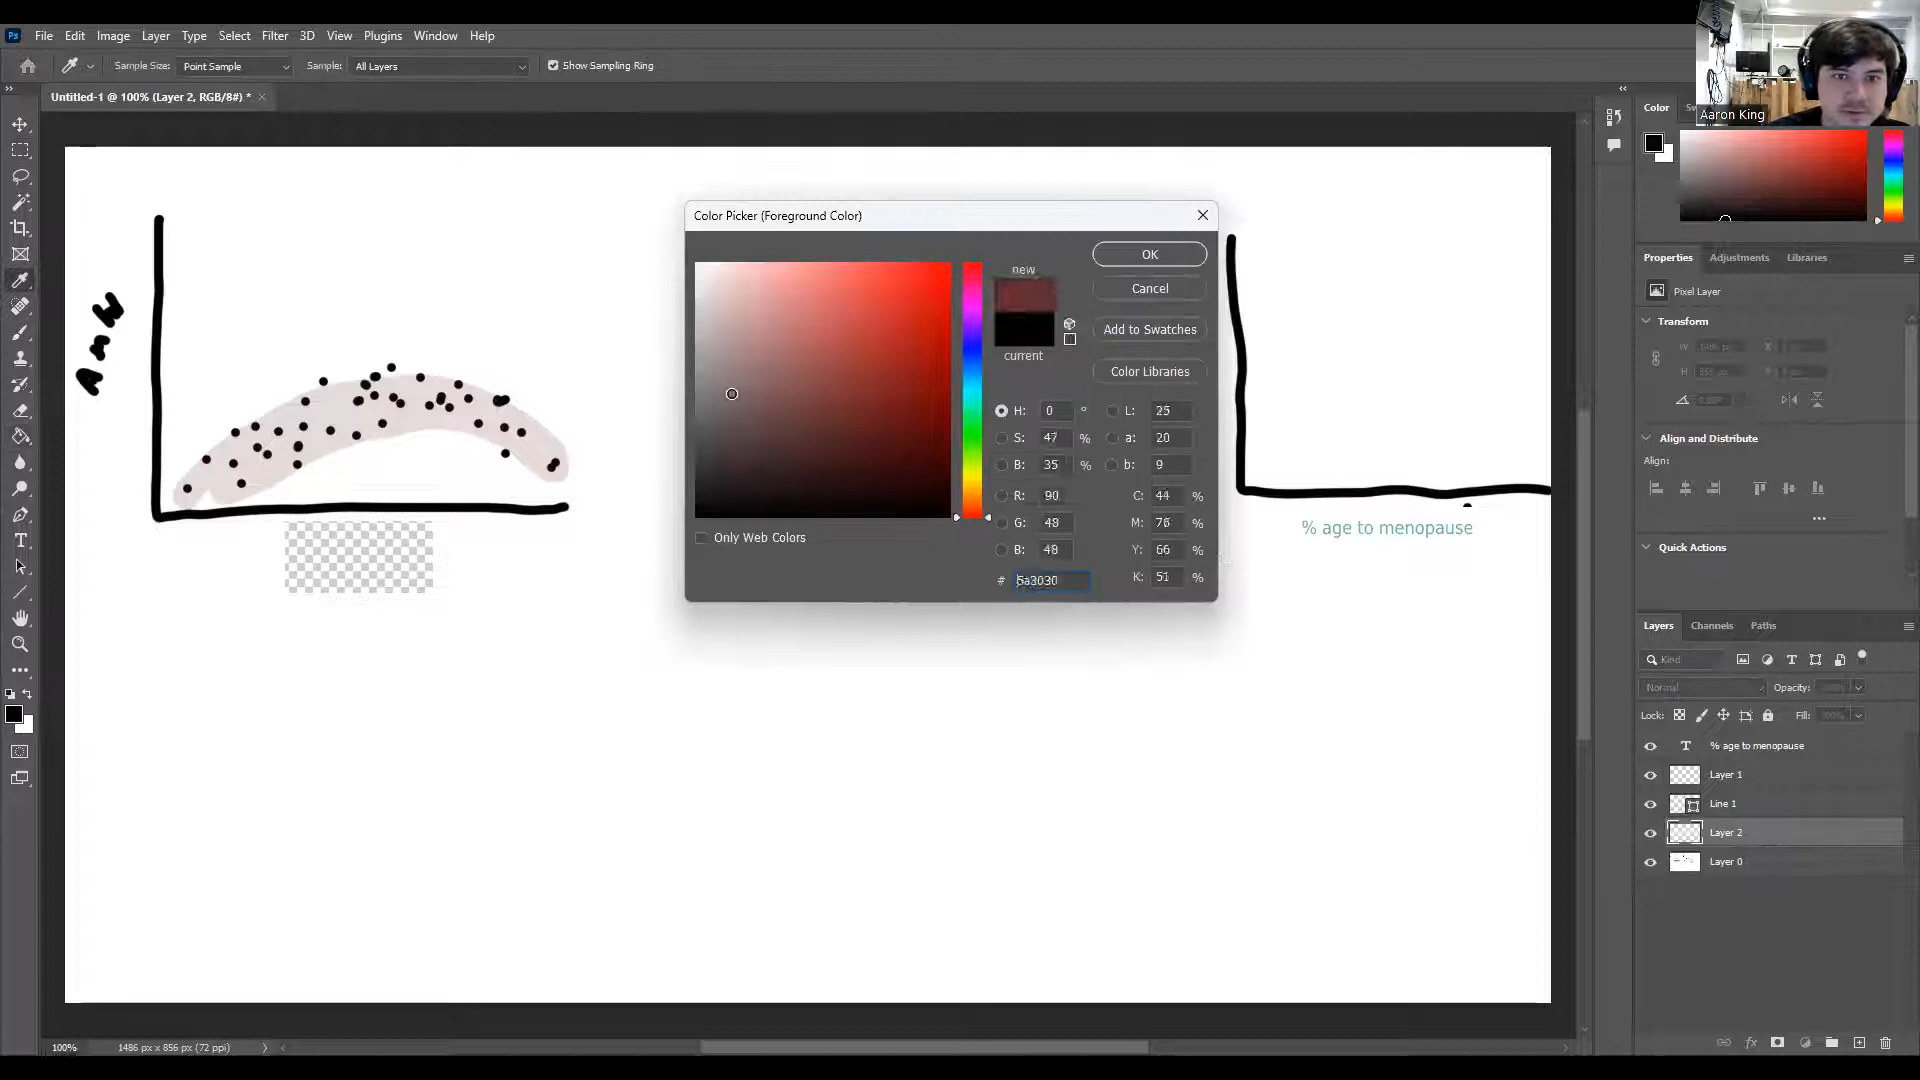 Ps File Edit Image Layer Type Select Filter 3D View Plugins Window Help
Sample Size: Point Sample Sample: All Layers Show Sampling Ring
Untitled-1 @ 100% (Layer 2, RGB/8#) *
Aaron King
Color
Color Picker (Foreground Color)
new
current
OK
Cancel
Add to Swatches
Color Libraries
H: 0 °
S: 47 %
B: 35 %
R: 90
G: 48
B: 48
# 5a3030
L: 25
a: 20
b: 9
C: 44 %
M: 76 %
Y: 66 %
K: 51 %
Only Web Colors
% age to menopause
Properties Adjustments Libraries
Pixel Layer
Transform
W
H
X
Align and Distribute
Align:
Quick Actions
Layers Channels Paths
Kind
Normal Opacity:
Lock: Fill:
T % age to menopause
Layer 1
Line 1
Layer 2
Layer 0
fx
100% 1486 px x 856 px (72 ppi)